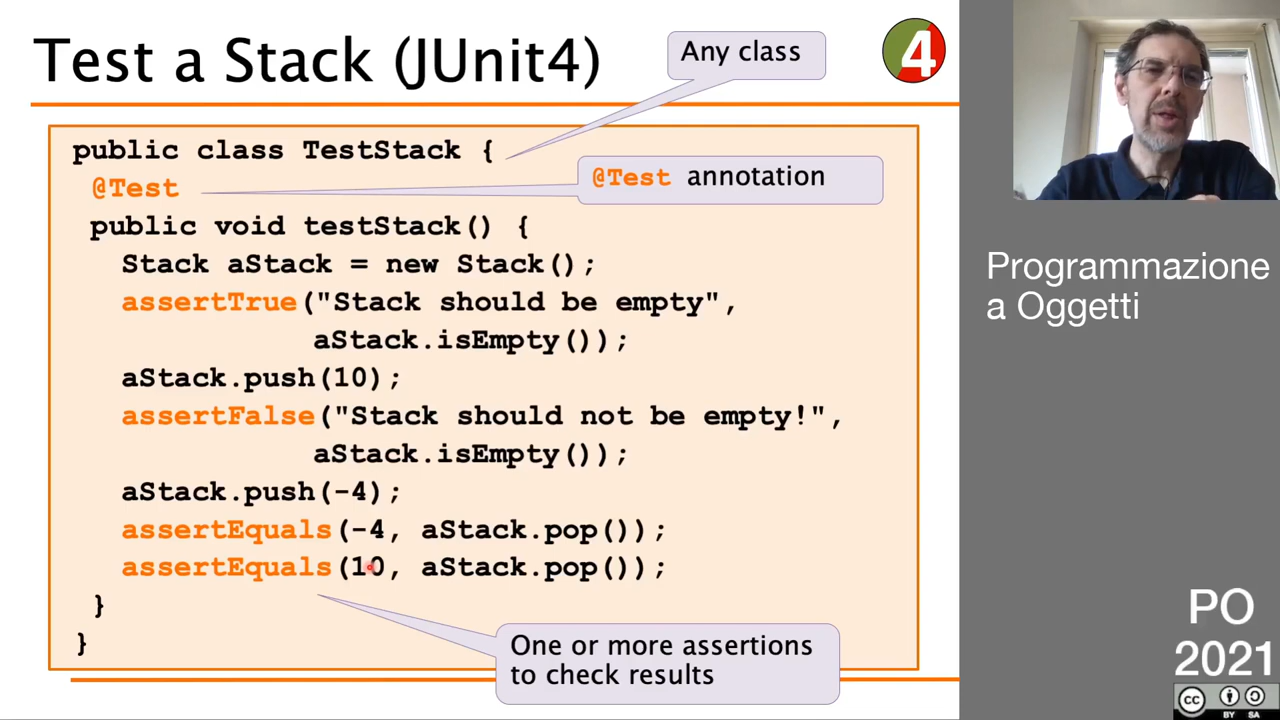 Test a Stack (JUnit4)
Any class
4
public class TestStack {
@Test
@Test annotation
public void testStack() {
Stack aStack = new Stack();
assertTrue("Stack should be empty",
aStack.isEmpty());
aStack.push(10);
assertFalse("Stack should not be empty!",
aStack.isEmpty());
aStack.push(-4);
assertEquals(-4, aStack.pop());
assertEquals(10, aStack.pop());
}
}
One or more assertions
to check results
Programmazione
a Oggetti
PO
2021
cc
BY SA